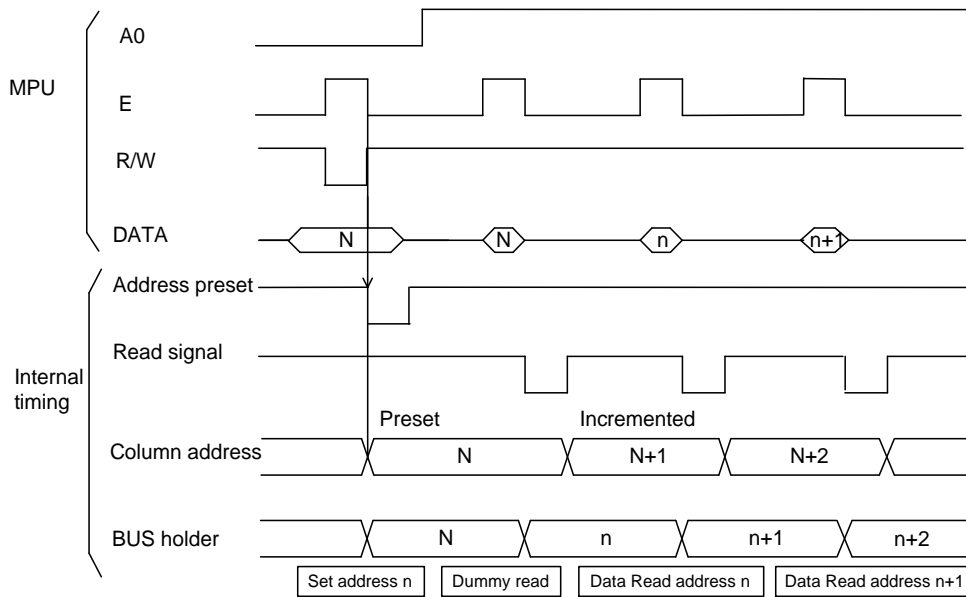 MPU
A0
E
R/W
DATA
N
N
n
n+1
Internal
timing
Address preset
Read signal
Preset
Incremented
Column address
N
N+1
N+2
BUS holder
N
n
n+1
n+2
Set address n
Dummy read
Data Read address n
Data Read address n+1